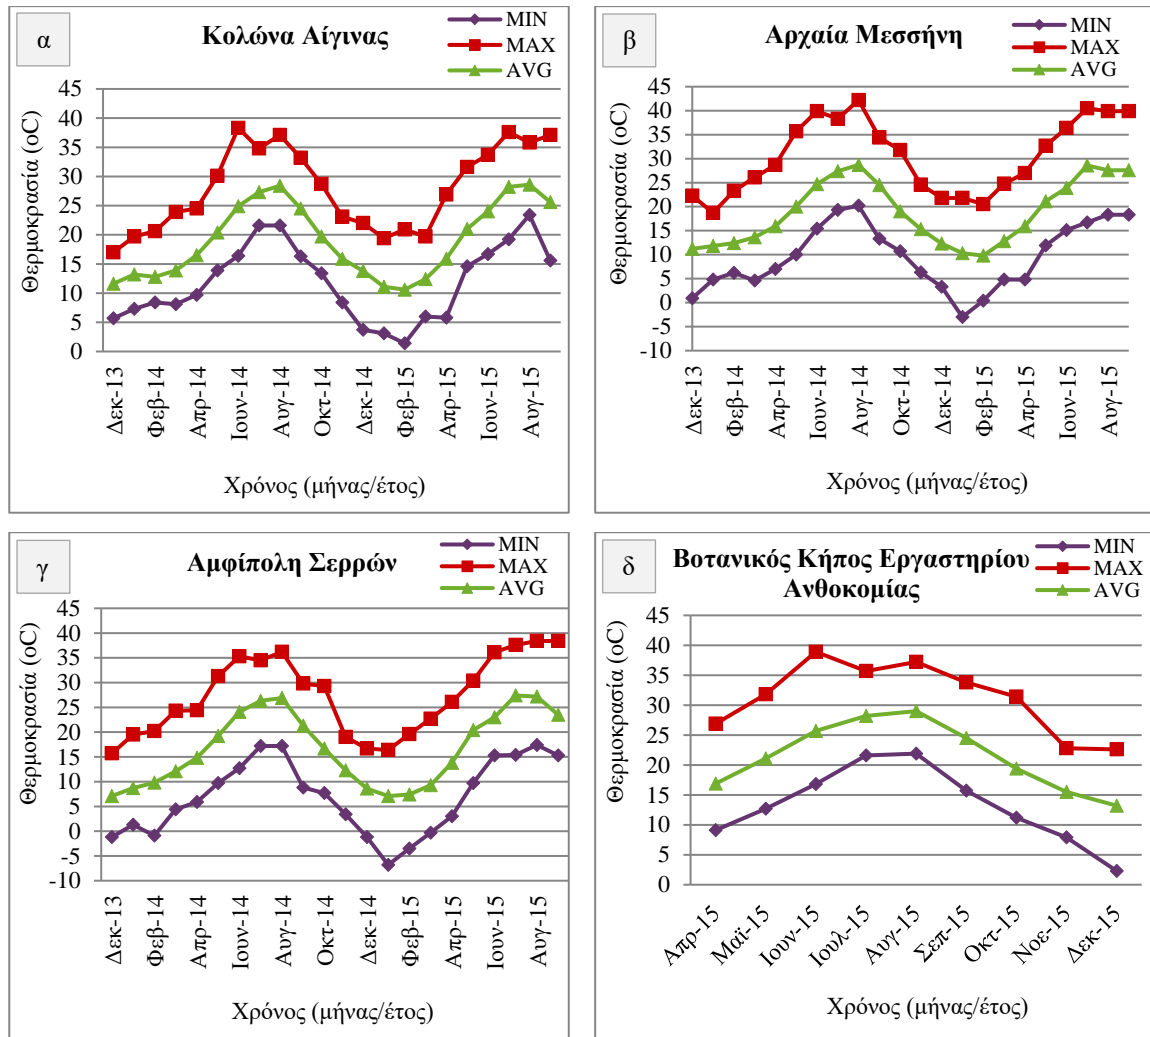 α
Κολώνα Αίγινας
MIN
MAX
AVG
Θερμοκρασία (οC)
45
40
35
30
25
20
15
10
5
0
Δεκ-13
Φεβ-14
Απρ-14
Ιουν-14
Αυγ-14
Οκτ-14
Δεκ-14
Φεβ-15
Απρ-15
Ιουν-15
Αυγ-15
Χρόνος (μήνας/έτος)
β
Αρχαία Μεσσήνη
MIN
MAX
AVG
Θερμοκρασία (οC)
45
40
35
30
25
20
15
10
5
0
-5
-10
Δεκ-13
Φεβ-14
Απρ-14
Ιουν-14
Αυγ-14
Οκτ-14
Δεκ-14
Φεβ-15
Απρ-15
Ιουν-15
Αυγ-15
Χρόνος (μήνας/έτος)
γ
Αμφίπολη Σερρών
MIN
MAX
AVG
Θερμοκρασία (οC)
45
40
35
30
25
20
15
10
5
0
-5
-10
Δεκ-13
Φεβ-14
Απρ-14
Ιουν-14
Αυγ-14
Οκτ-14
Δεκ-14
Φεβ-15
Απρ-15
Ιουν-15
Αυγ-15
Χρόνος (μήνας/έτος)
δ
Βοτανικός Κήπος Εργαστηρίου
Ανθοκομίας
MIN
MAX
AVG
Θερμοκρασία (οC)
45
40
35
30
25
20
15
10
5
0
Απρ-15
Μαϊ-15
Ιουν-15
Ιουλ-15
Αυγ-15
Σεπ-15
Οκτ-15
Νοε-15
Δεκ-15
Χρόνος (μήνας/έτος)